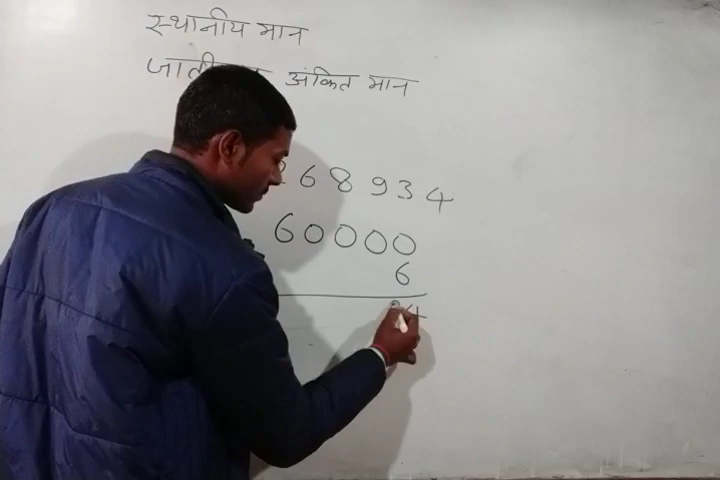 स्थानीय मान
अंकित मान
68934
60000
6